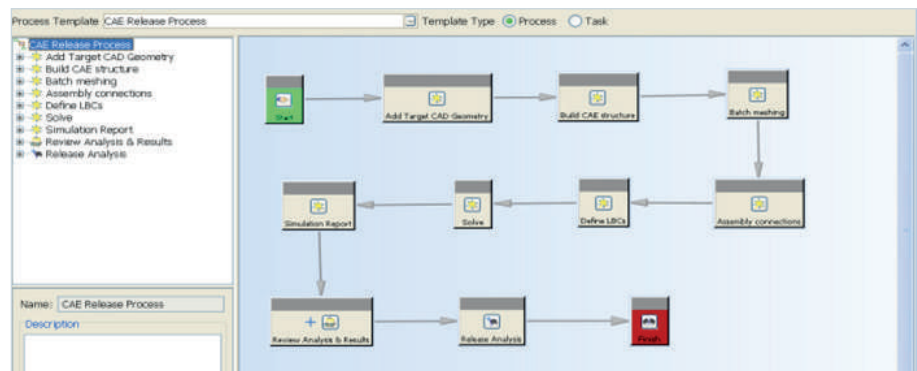 Process Template CAE Release Process Template Type Process Task
CAE Release Process
Add Target CAD Geometry
Build CAE structure
Batch meshing
Assembly connections
Define LBCs
Solve
Simulation Report
Review Analysis & Results
Release Analysis
Name: CAE Release Process
Description
Start
Add Target CAD Geometry
Build CAE structure
Batch meshing
Simulation Report
Solve
Define LBCs
Assembly connections
Review Analysis & Results
Release Analysis
Finish